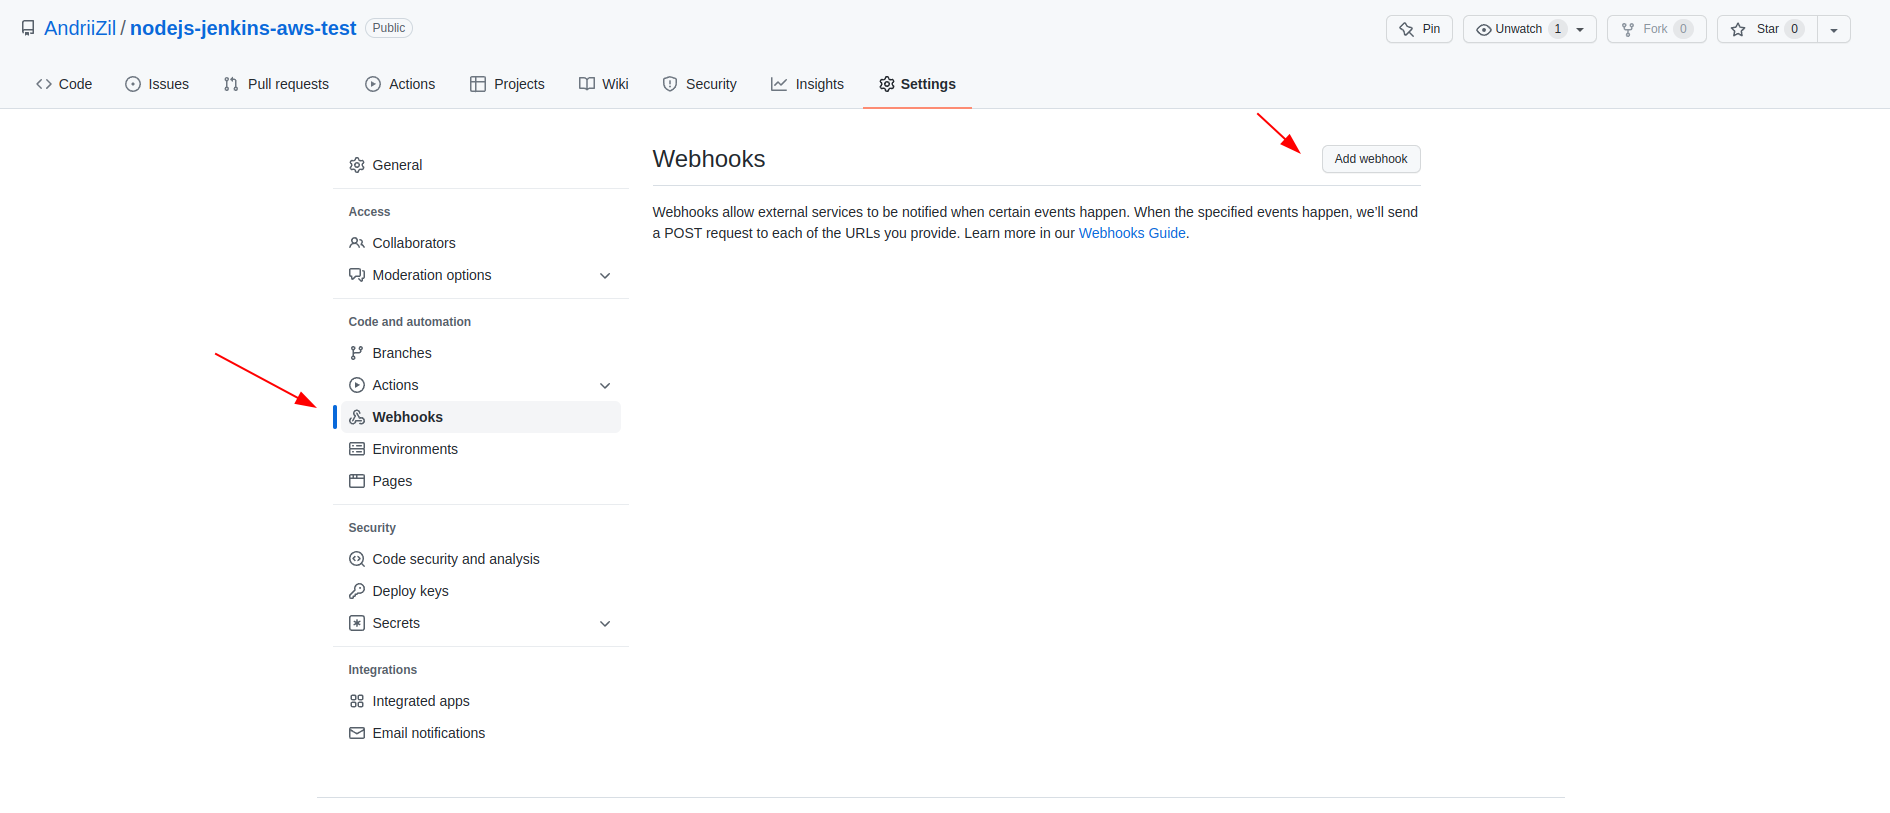 AndriiZil / nodejs-jenkins-aws-test Public
Pin Unwatch 1 Fork 0 Star 0
Code Issues Pull requests Actions Projects Wiki Security Insights Settings
Webhooks
Add webhook
Webhooks allow external services to be notified when certain events happen. When the specified events happen, we’ll send
a POST request to each of the URLs you provide. Learn more in our Webhooks Guide.
General
Access
Collaborators
Moderation options
Code and automation
Branches
Actions
Webhooks
Environments
Pages
Security
Code security and analysis
Deploy keys
Secrets
Integrations
Integrated apps
Email notifications